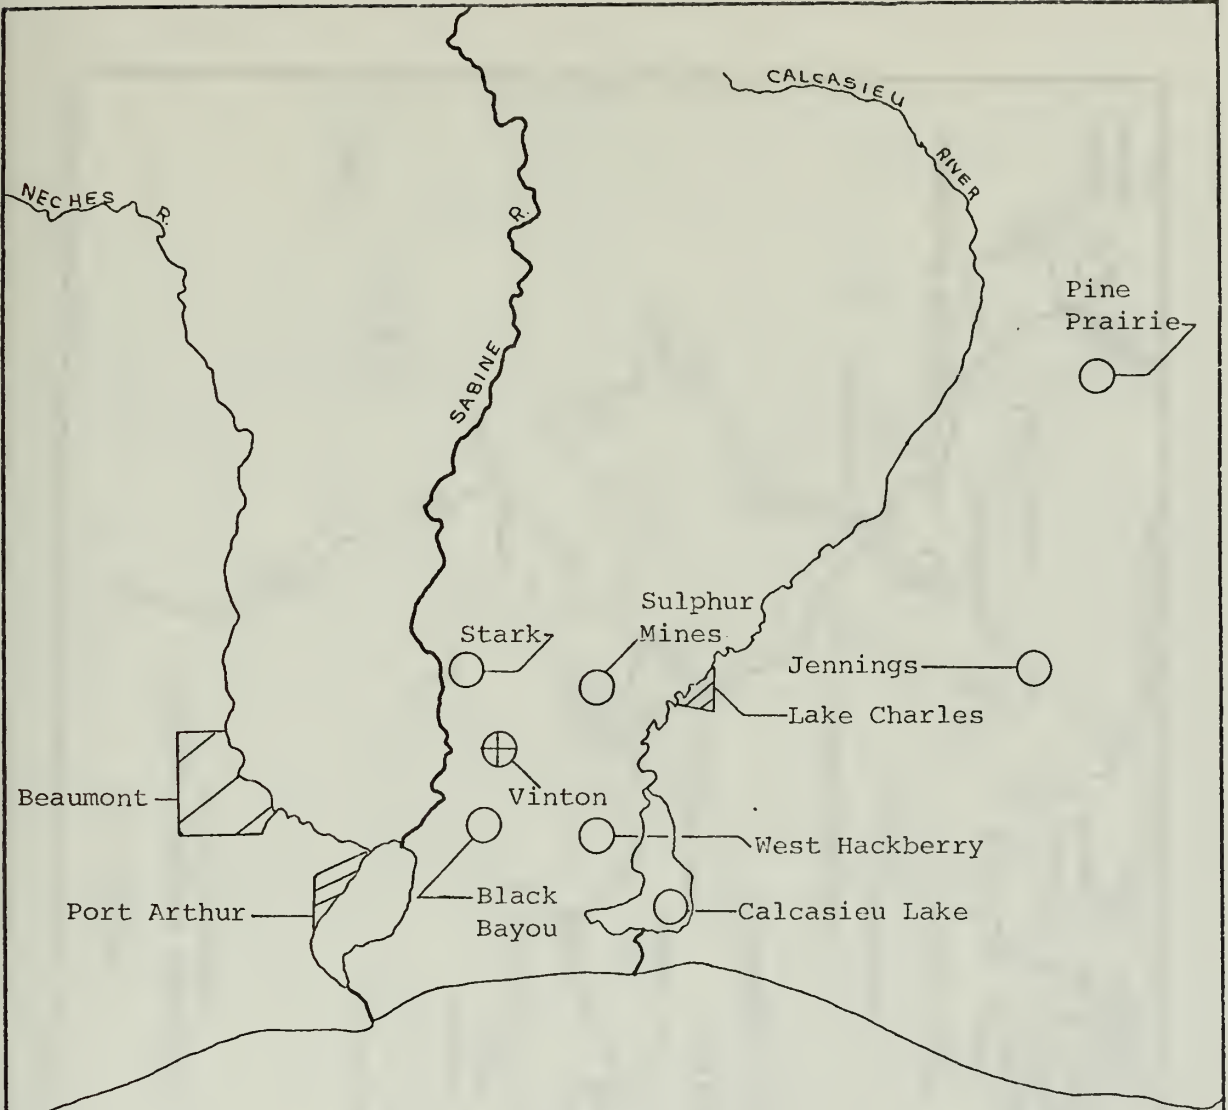 CALCASIEU
RIVER
NECHES R.
SABINE R.
Pine
Prairie
Sulphur
Mines
Stark
Jennings
Lake Charles
Beaumont
Vinton
West Hackberry
Black
Bayou
Port Arthur
Calcasieu Lake